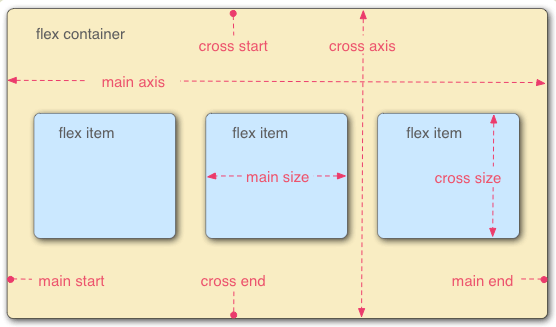 flex container
cross start
cross axis
main axis
flex item
flex item
flex item
main size
cross size
main start
cross end
main end